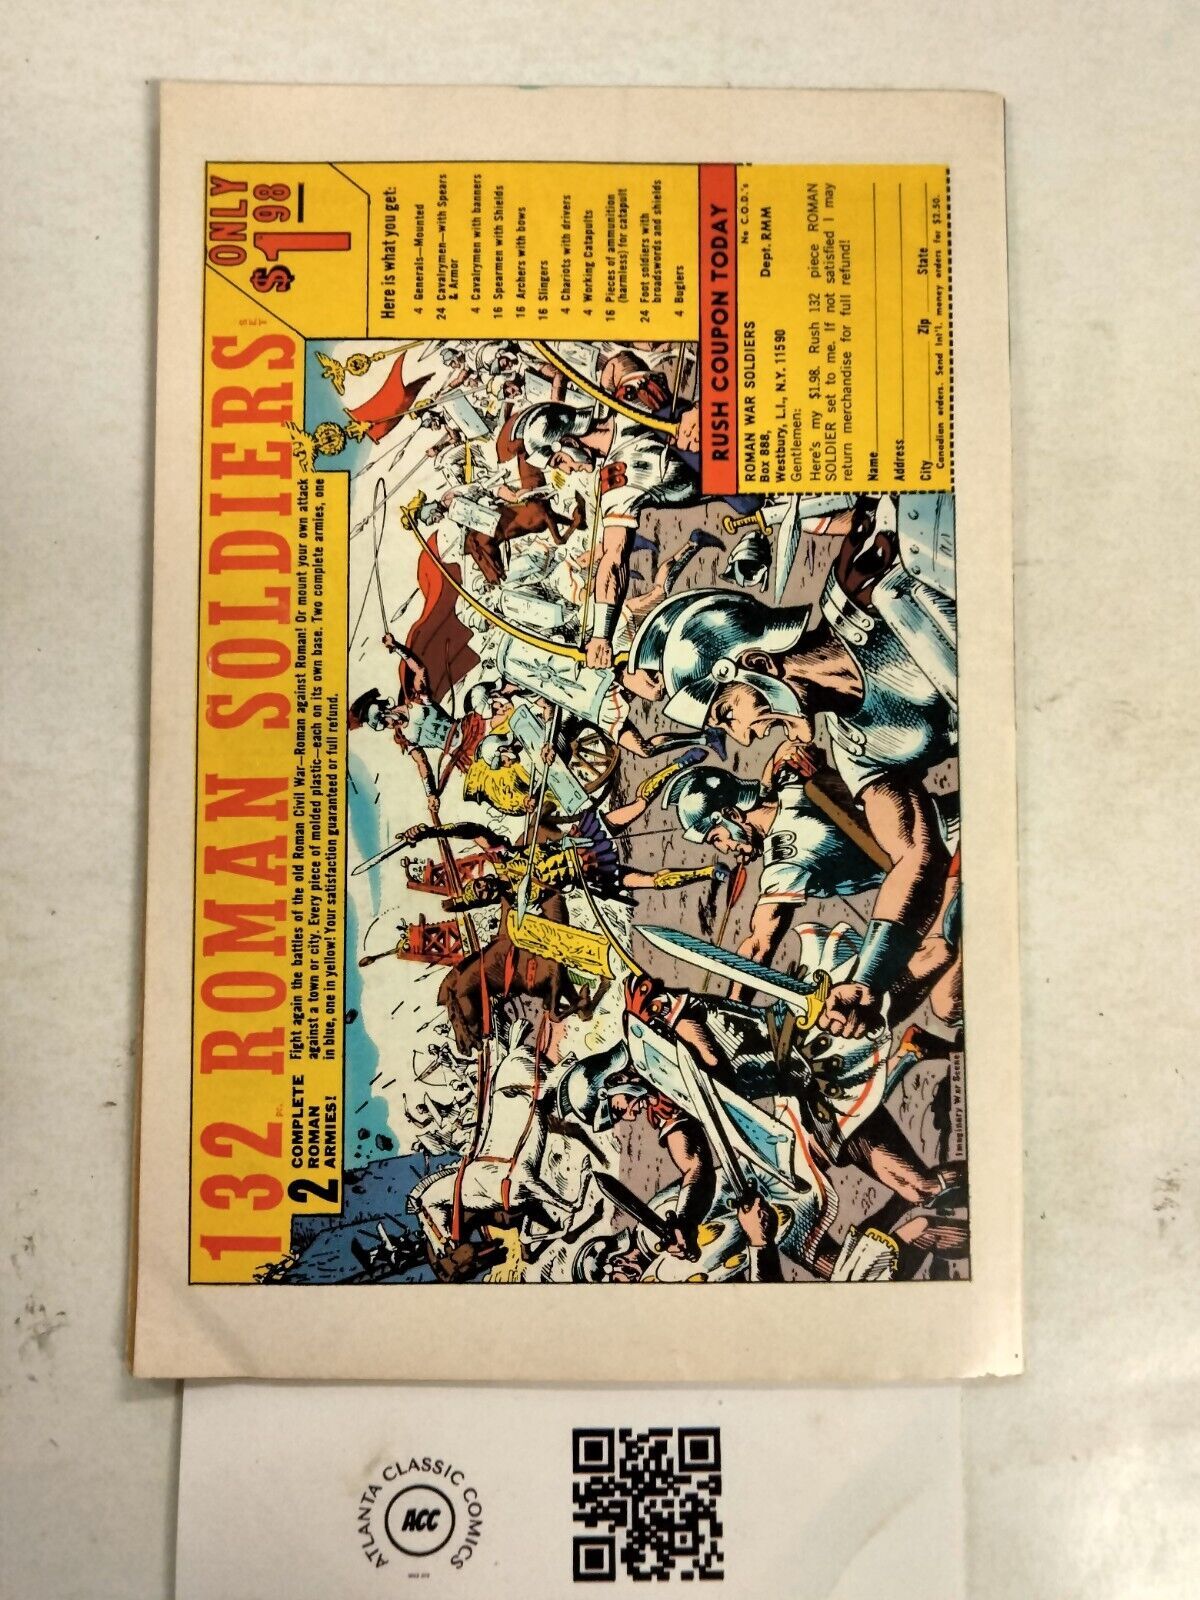 132 PC. ROMAN SOLDIERS SET
ONLY
$1.98
2 COMPLETE
ROMAN
ARMIES!
Fight again the battles of the old Roman Civil War—Roman against Roman! Or mount your own attack
against a town or city. Every piece of molded plastic—each on its own base. Two complete armies, one
in blue, one in yellow! Your satisfaction guaranteed or full refund.
Here is what you get:
4 Generals—Mounted
24 Cavalrymen—with Spears
& Armor
4 Cavalrymen with banners
16 Spearmen with Shields
16 Archers with bows
16 Slingers
4 Chariots with drivers
4 Working Catapults
16 Pieces of ammunition
(harmless) for catapult
24 Foot soldiers with
broadswords and shields
4 Buglers
RUSH COUPON TODAY
No C.O.D.'s
ROMAN WAR SOLDIERS
Box 888, Dept. RMM
Westbury, L.I., N.Y. 11590
Gentlemen:
Here's my $1.98. Rush 132 piece ROMAN
SOLDIER set to me. If not satisfied I may
return merchandise for full refund!
Name
Address
City Zip State
Canadian orders. Send Int'l. money orders for $2.50.
Imaginary War Scene
ATLANTA CLASSIC COMICS
ACC